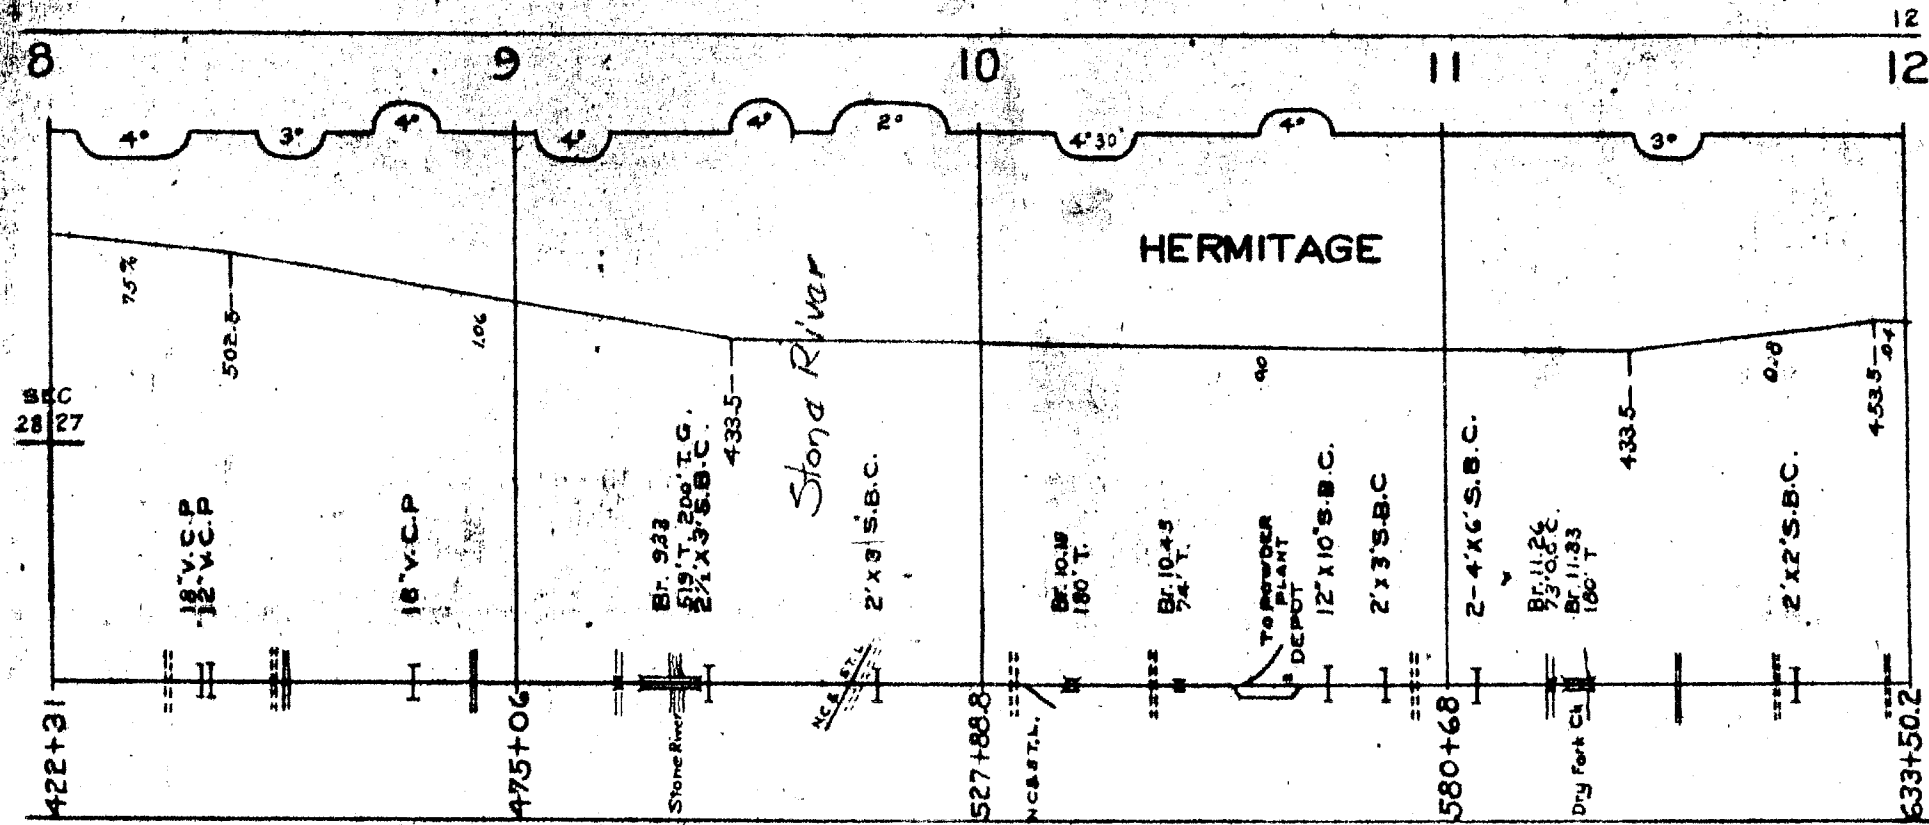 12
8 9 10 11 12
4° 3° 4° 4° 4° 2° 4°30' 4° 3°
HERMITAGE
.75%
502.5
1.06
433.5
Stone River
0.0
433.5
0.8
453.5
.04
SEC
28 27
18" V.C.P
12" V.C.P
18" V.C.P
Br. 9.33
519' T, 200' T.G.
2½' X 3' S.B.C.
2' X 3' S.B.C.
Br. 10.18
180' T.
Br. 10.45
74' T.
TO POWDER
PLANT
DEPOT
12" X 10" S.B.C.
2' X 3' S.B.C
2-4' X 6' S.B.C.
Br. 11.26
73' O.C.C.
Br. 11.33
180' T
2' X 2' S.B.C.
Stone River
N.C. & ST. L
N C & S T. L.
Dry Fork Ck
422+31
475+06
527+88.8
580+68
633+50.2